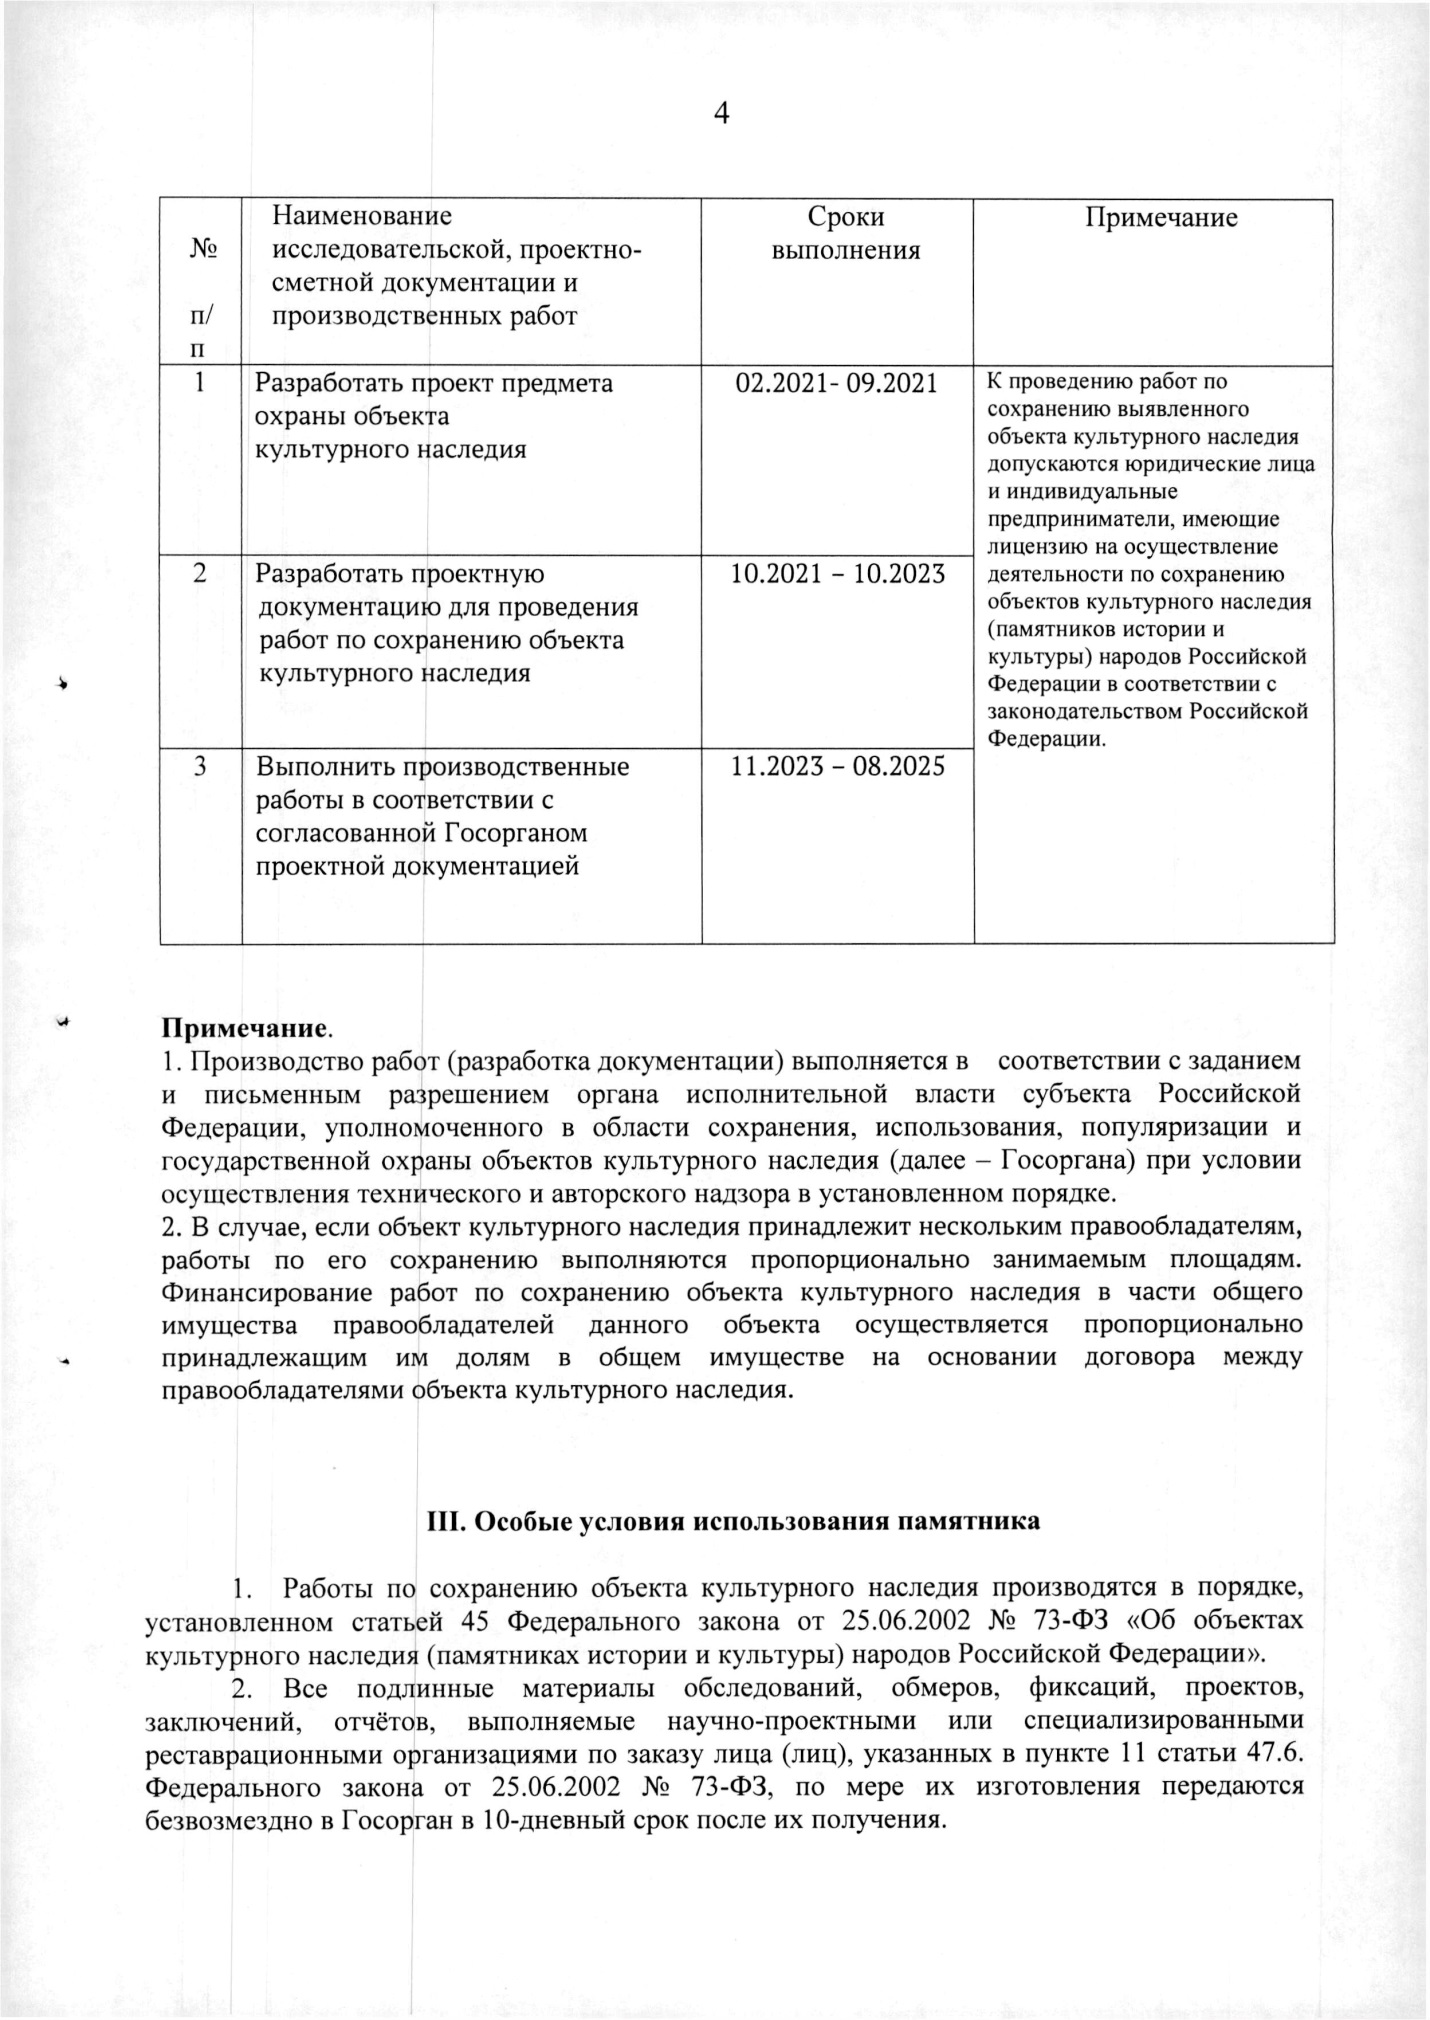 4
№
п/
п
Наименование
исследовательской, проектно-
сметной документации и
производственных работ
Сроки
выполнения
Примечание
1
Разработать проект предмета
охраны объекта
культурного наследия
02.2021- 09.2021
К проведению работ по
сохранению выявленного
объекта культурного наследия
допускаются юридические лица
и индивидуальные
предприниматели, имеющие
лицензию на осуществление
деятельности по сохранению
объектов культурного наследия
(памятников истории и
культуры) народов Российской
Федерации в соответствии с
законодательством Российской
Федерации.
2
Разработать проектную
документацию для проведения
работ по сохранению объекта
культурного наследия
10.2021 – 10.2023
3
Выполнить производственные
работы в соответствии с
согласованной Госорганом
проектной документацией
11.2023 – 08.2025
Примечание.
1. Производство работ (разработка документации) выполняется в соответствии с заданием
и письменным разрешением органа исполнительной власти субъекта Российской
Федерации, уполномоченного в области сохранения, использования, популяризации и
государственной охраны объектов культурного наследия (далее – Госоргана) при условии
осуществления технического и авторского надзора в установленном порядке.
2. В случае, если объект культурного наследия принадлежит нескольким правообладателям,
работы по его сохранению выполняются пропорционально занимаемым площадям.
Финансирование работ по сохранению объекта культурного наследия в части общего
имущества правообладателей данного объекта осуществляется пропорционально
принадлежащим им долям в общем имуществе на основании договора между
правообладателями объекта культурного наследия.
III. Особые условия использования памятника
1. Работы по сохранению объекта культурного наследия производятся в порядке,
установленном статьей 45 Федерального закона от 25.06.2002 № 73-ФЗ «Об объектах
культурного наследия (памятниках истории и культуры) народов Российской Федерации».
2. Все подлинные материалы обследований, обмеров, фиксаций, проектов,
заключений, отчётов, выполняемые научно-проектными или специализированными
реставрационными организациями по заказу лица (лиц), указанных в пункте 11 статьи 47.6.
Федерального закона от 25.06.2002 № 73-ФЗ, по мере их изготовления передаются
безвозмездно в Госорган в 10-дневный срок после их получения.